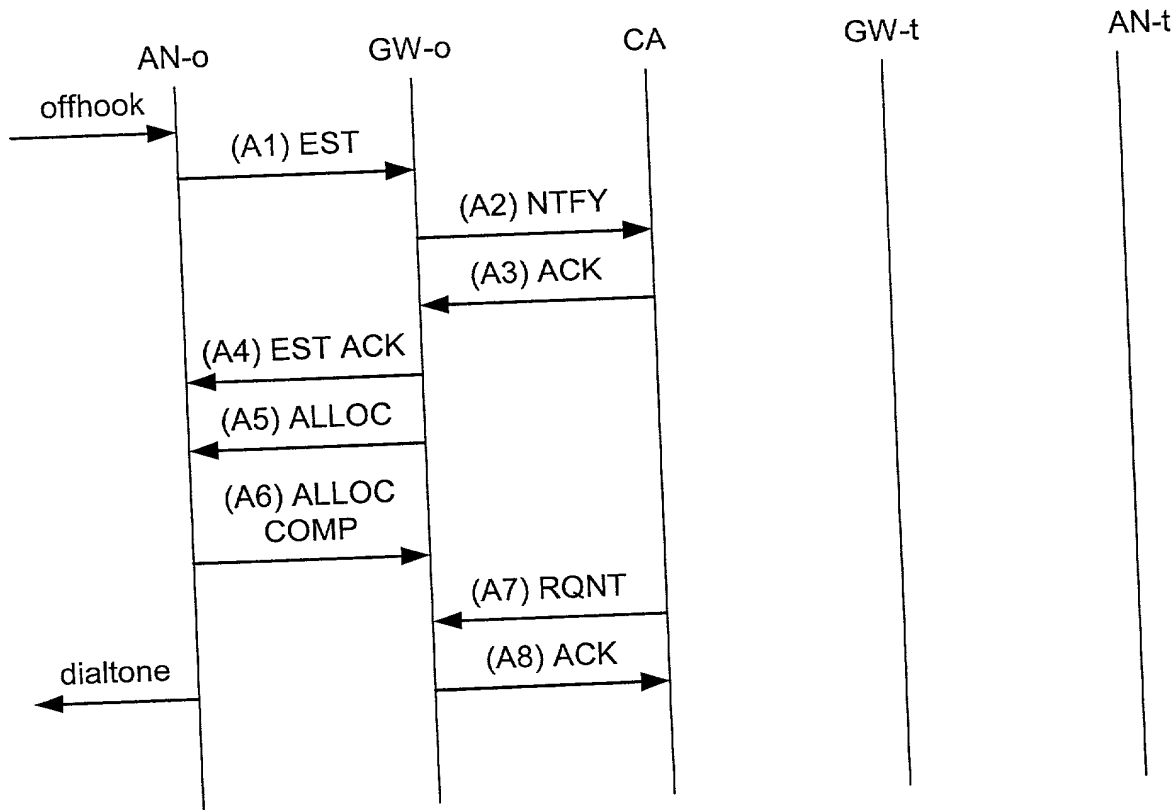 AN-o
GW-o
CA
GW-t
AN-t
offhook
(A1) EST
(A2) NTFY
(A3) ACK
(A4) EST ACK
(A5) ALLOC
(A6) ALLOC
COMP
(A7) RQNT
(A8) ACK
dialtone